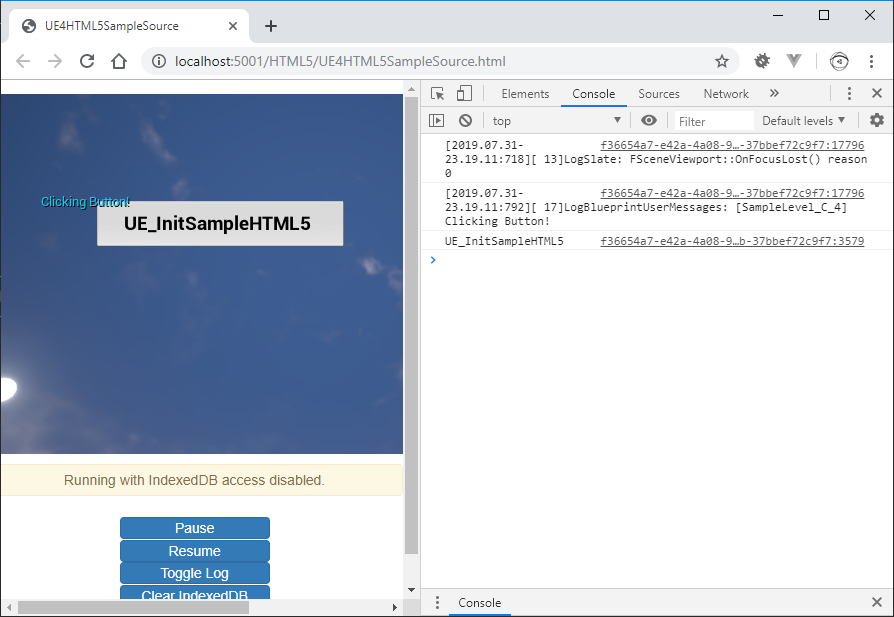 UE4HTML5SampleSource
localhost:5001/HTML5/UE4HTML5SampleSource.html
Clicking Button!
UE_InitSampleHTML5
Running with IndexedDB access disabled.
Pause
Resume
Toggle Log
Clear IndexedDB
Elements Console Sources Network »
top Filter Default levels
[2019.07.31- f36654a7-e42a-4a08-9…-37bbef72c9f7:17796
23.19.11:718][ 13]LogSlate: FSceneViewport::OnFocusLost() reason
0
[2019.07.31- f36654a7-e42a-4a08-9…-37bbef72c9f7:17796
23.19.11:792][ 17]LogBlueprintUserMessages: [SampleLevel_C_4]
Clicking Button!
UE_InitSampleHTML5 f36654a7-e42a-4a08-9…b-37bbef72c9f7:3579
Console